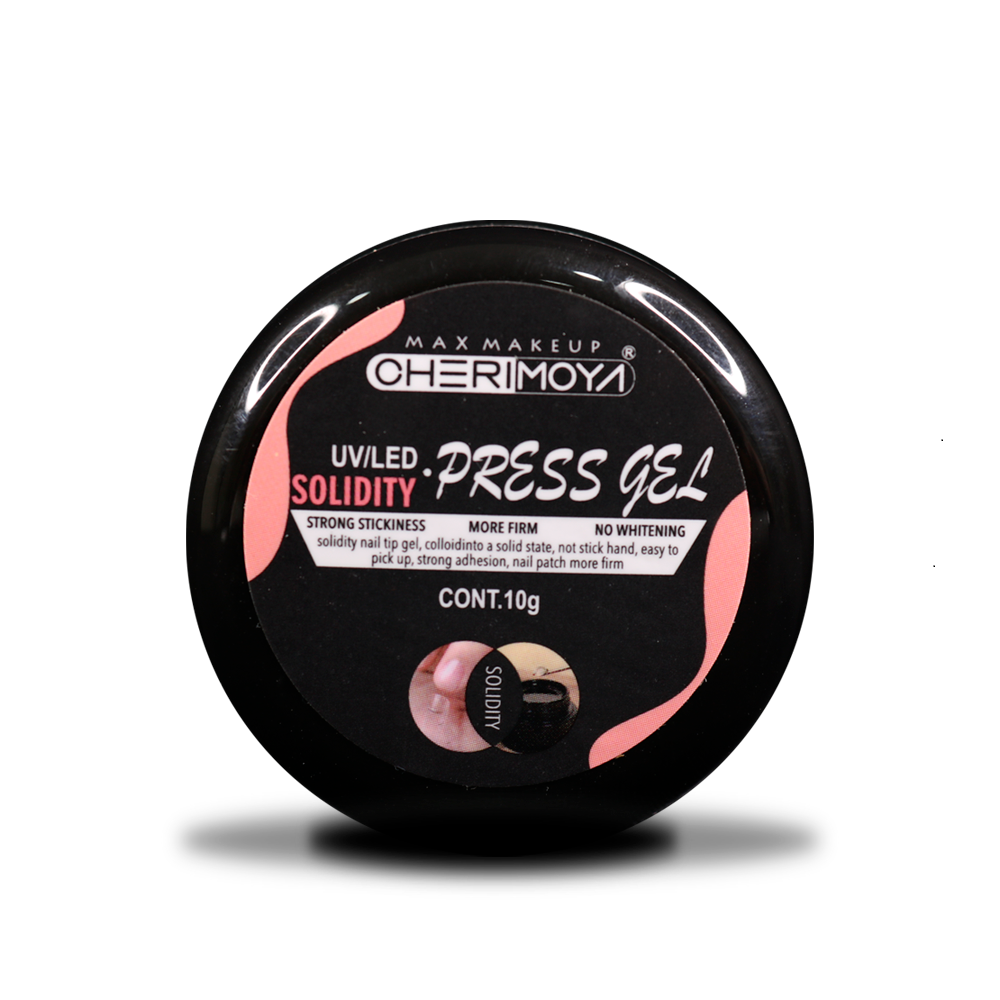 MAX MAKEUP
CHERIMOYA®
UV/LED
SOLIDITY
·PRESS GEL
STRONG STICKINESS MORE FIRM NO WHITENING
solidity nail tip gel, colloidinto a solid state, not stick hand, easy to
pick up, strong adhesion, nail patch more firm
CONT.10g
SOLIDITY